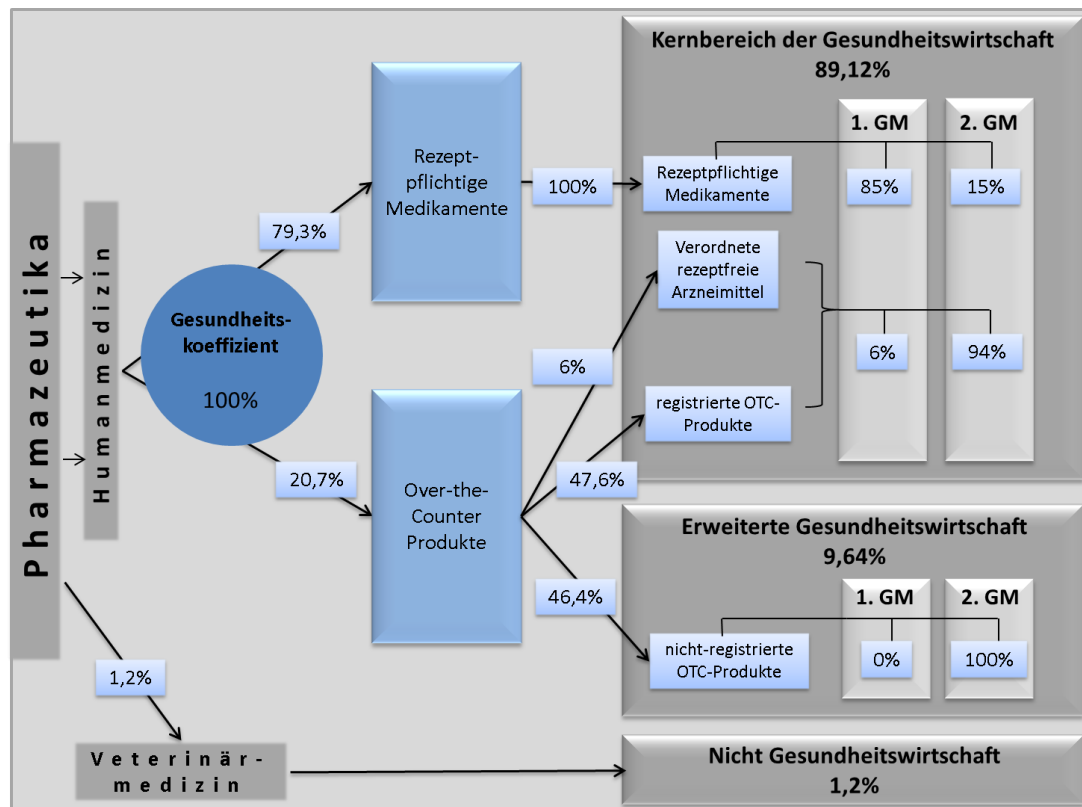 Pharmazeutika
Humanmedizin
Gesundheits-
koeffizient
100%
79,3%
20,7%
1,2%
Veterinär-
medizin
Rezept-
pflichtige
Medikamente
100%
Over-the-
Counter
Produkte
6%
47,6%
46,4%
Kernbereich der Gesundheitswirtschaft
89,12%
1. GM
2. GM
Rezeptpflichtige
Medikamente
85%
15%
Verordnete
rezeptfreie
Arzneimittel
6%
94%
registrierte OTC-
Produkte
Erweiterte Gesundheitswirtschaft
9,64%
1. GM
2. GM
nicht-registrierte
OTC-Produkte
0%
100%
Nicht Gesundheitswirtschaft
1,2%